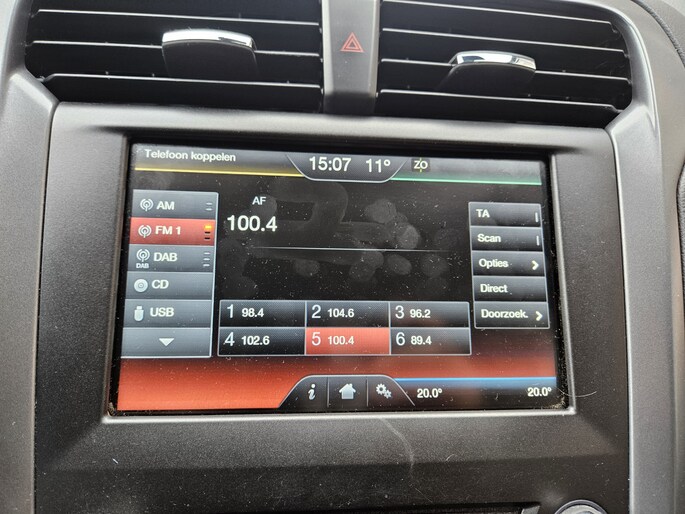 Telefoon koppelen
15:07 11° ZO
AM
FM 1
DAB
DAB
CD
USB
AF
100.4
1 98.4 2 104.6 3 96.2
4 102.6 5 100.4 6 89.4
TA
Scan
Opties
Direct
Doorzoek.
i
20.0° 20.0°